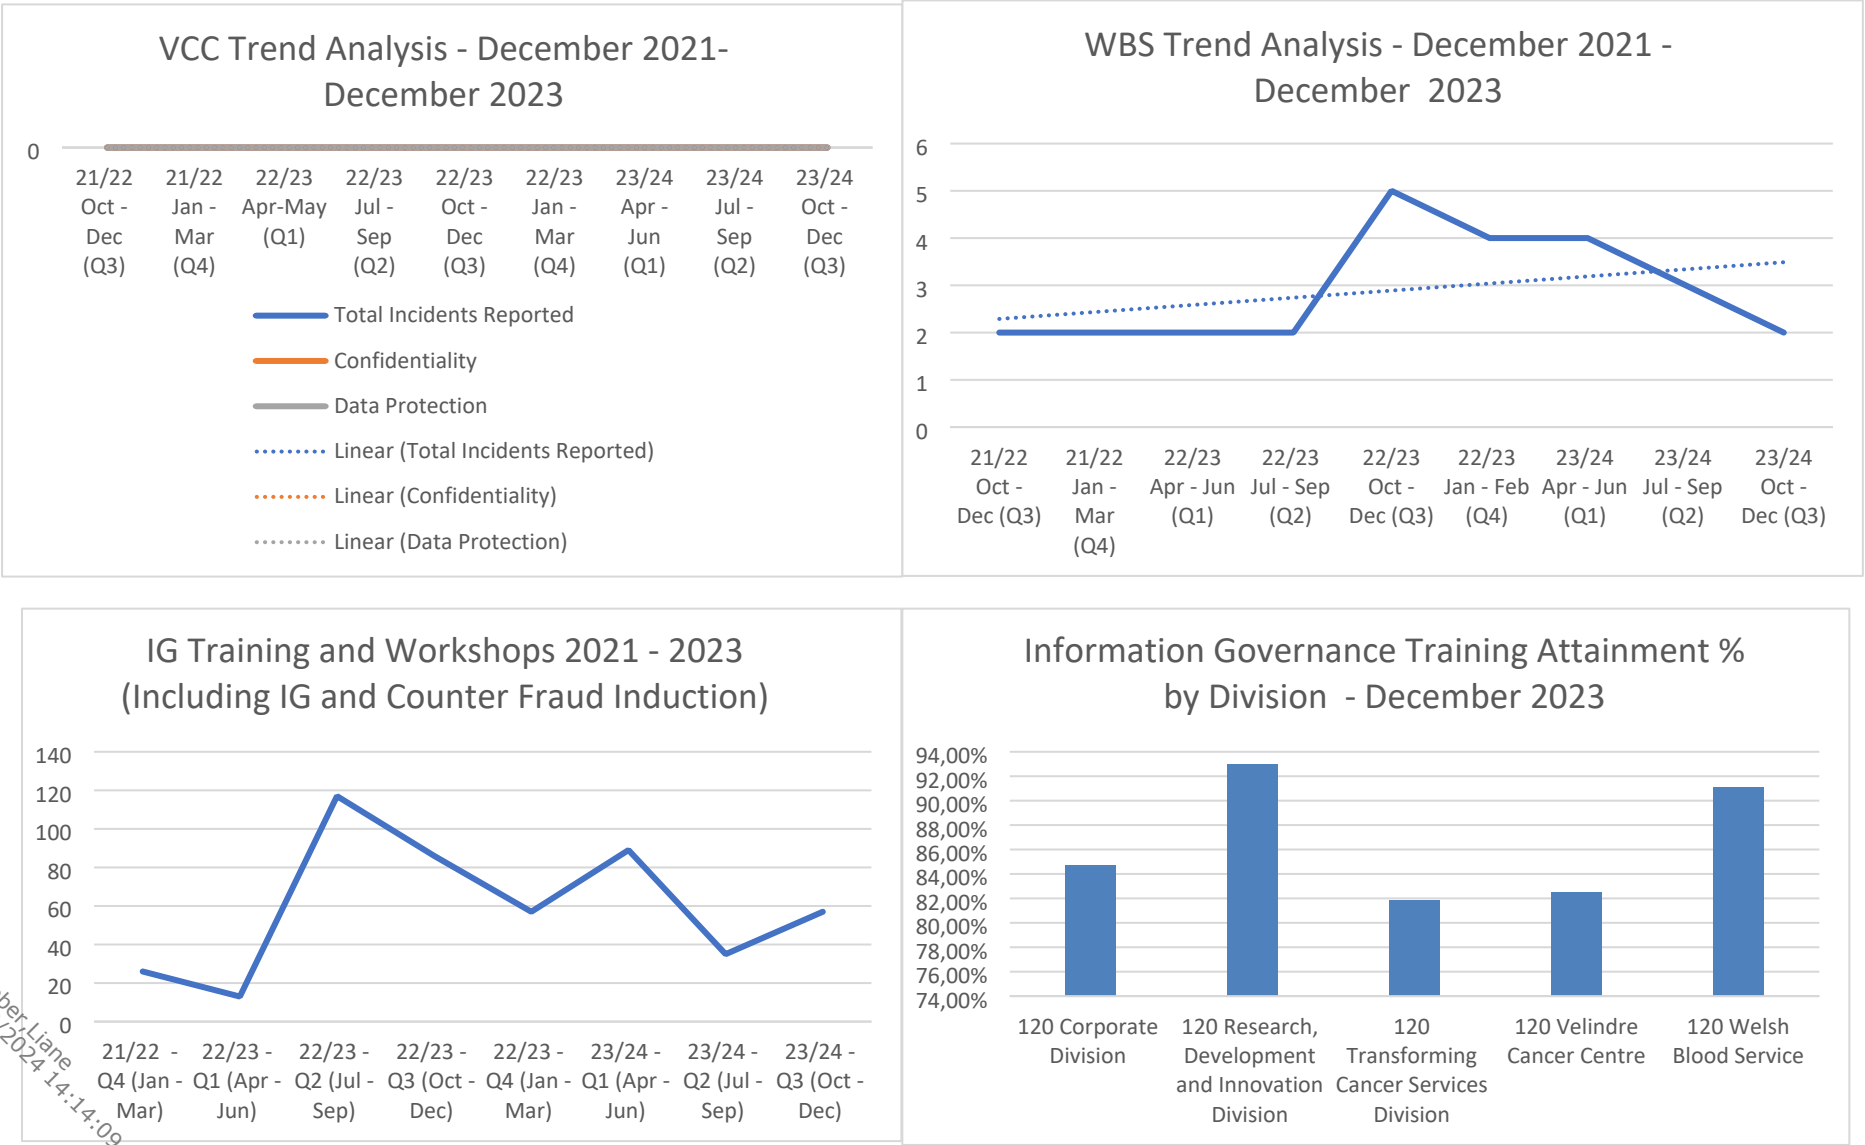 VCC Trend Analysis - December 2021-
December 2023
0
21/22 21/22 22/23 22/23 22/23 22/23 23/24 23/24 23/24
Oct - Jan - Apr-May Jul - Oct - Jan - Apr - Jul - Oct -
Dec Mar (Q1) Sep Dec Mar Jun Sep Dec
(Q3) (Q4) (Q2) (Q3) (Q4) (Q1) (Q2) (Q3)
Total Incidents Reported
Confidentiality
Data Protection
Linear (Total Incidents Reported)
Linear (Confidentiality)
Linear (Data Protection)
WBS Trend Analysis - December 2021 -
December 2023
6
5
4
3
2
1
0
21/22 21/22 22/23 22/23 22/23 22/23 23/24 23/24 23/24
Oct - Jan - Apr - Jun Jul - Sep Oct - Jan - Feb Apr - Jun Jul - Sep Oct -
Dec (Q3) Mar (Q1) (Q2) Dec (Q3) (Q4) (Q1) (Q2) Dec (Q3)
(Q4)
IG Training and Workshops 2021 - 2023
(Including IG and Counter Fraud Induction)
140
120
100
80
60
40
20
0
21/22 - 22/23 - 22/23 - 22/23 - 22/23 - 23/24 - 23/24 - 23/24 -
Q4 (Jan - Q1 (Apr - Q2 (Jul - Q3 (Oct - Q4 (Jan - Q1 (Apr - Q2 (Jul - Q3 (Oct -
Mar) Jun) Sep) Dec) Mar) Jun) Sep) Dec)
Information Governance Training Attainment %
by Division - December 2023
94,00%
92,00%
90,00%
88,00%
86,00%
84,00%
82,00%
80,00%
78,00%
76,00%
74,00%
120 Corporate 120 Research, 120 120 Velindre 120 Welsh
Division Development Transforming Cancer Centre Blood Service
and Innovation Cancer Services
Division Division
Liane
/2024 14:14:09